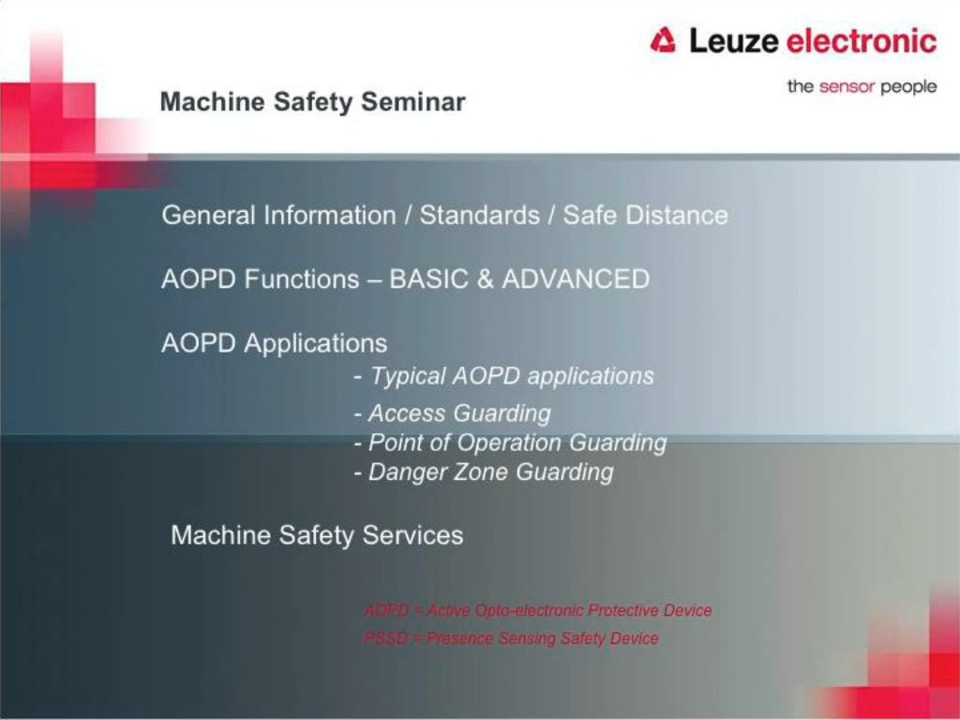 Leuze electronic
the sensor people
Machine Safety Seminar
General Information / Standards / Safe Distance
AOPD Functions – BASIC & ADVANCED
AOPD Applications
- Typical AOPD applications
- Access Guarding
- Point of Operation Guarding
- Danger Zone Guarding
Machine Safety Services
AOPD = Active Opto-electronic Protective Device
PSSD = Presence Sensing Safety Device